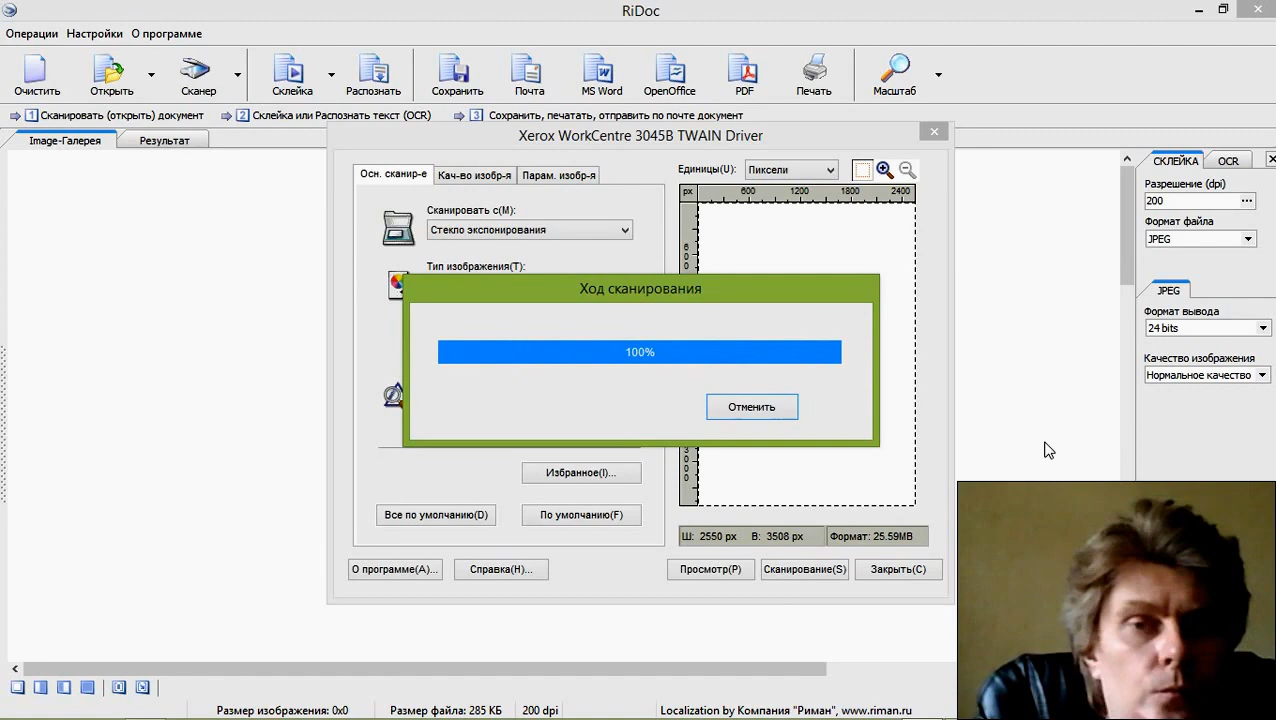 RiDoc
Операции Настройки О программе
Очистить Открыть Сканер Склейка Распознать Сохранить Почта MS Word OpenOffice PDF Печать Масштаб
1 Сканировать (открыть) документ 2 Склейка или Распознать текст (OCR) 3 Сохранить, печатать, отправить по почте документ
Image-Галерея Результат
Xerox WorkCentre 3045B TWAIN Driver
Осн. сканир-е Кач-во изобр-я Парам. изобр-я
Единицы(U): Пиксели
px 600 1200 1800 2400
Сканировать с(M):
Стекло экспонирования
Тип изображения(T):
600
Ход сканирования
100%
Отменить
3000
Избранное(I)...
Все по умолчанию(D) По умолчанию(F)
Ш: 2550 px В: 3508 px Формат: 25.59MB
О программе(A)... Справка(H)... Просмотр(P) Сканирование(S) Закрыть(C)
СКЛЕЙКА OCR
Разрешение (dpi)
200
Формат файла
JPEG
JPEG
Формат вывода
24 bits
Качество изображения
Нормальное качество
Размер изображения: 0x0 Размер файла: 285 КБ 200 dpi Localization by Компания "Риман", www.riman.ru